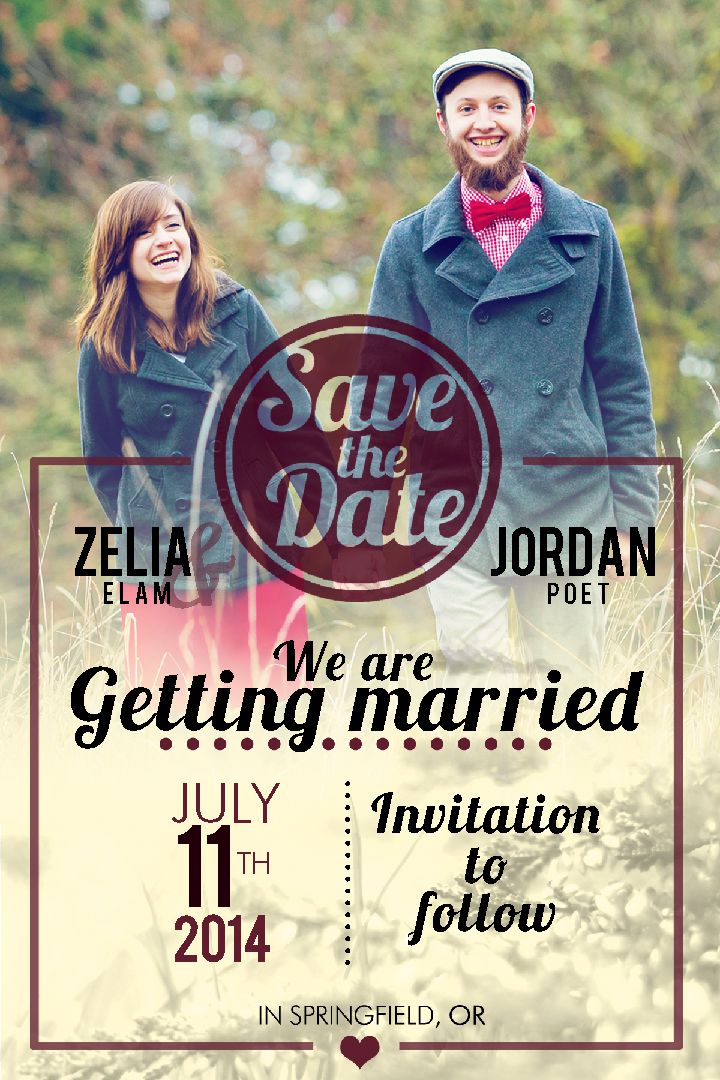 Save
the
Date
ZELIA & JORDAN
ELAM POET
We are
Getting married
JULY
11TH
2014
Invitation
to
follow
IN SPRINGFIELD, OR